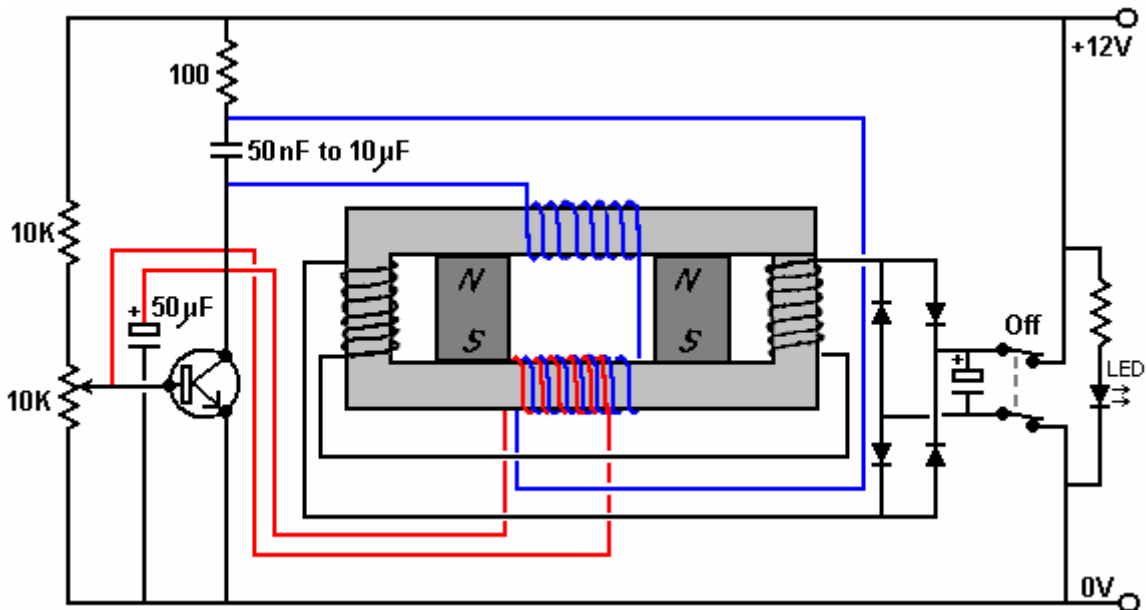 +12V
100
50nF to 10µF
10K
N
N
+
50µF
S
S
Off
+
LED
10K
0V